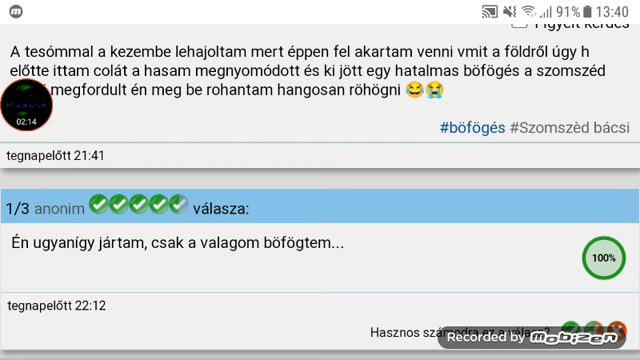 91% 13:40
Figyelt kérdés
A tesómmal a kezembe lehajoltam mert éppen fel akartam venni vmit a földről úgy h
előtte ittam colát a hasam megnyomódott és ki jött egy hatalmas böfögés a szomszéd
megfordult én meg be rohantam hangosan röhögni 😂😭
02:14
#böfögés #Szomszèd bácsi
tegnapelőtt 21:41
1/3 anonim válasza:
Én ugyanígy jártam, csak a valagom böfögtem...
100%
tegnapelőtt 22:12
Hasznos számodra ez a válasz?
Recorded by mobizen